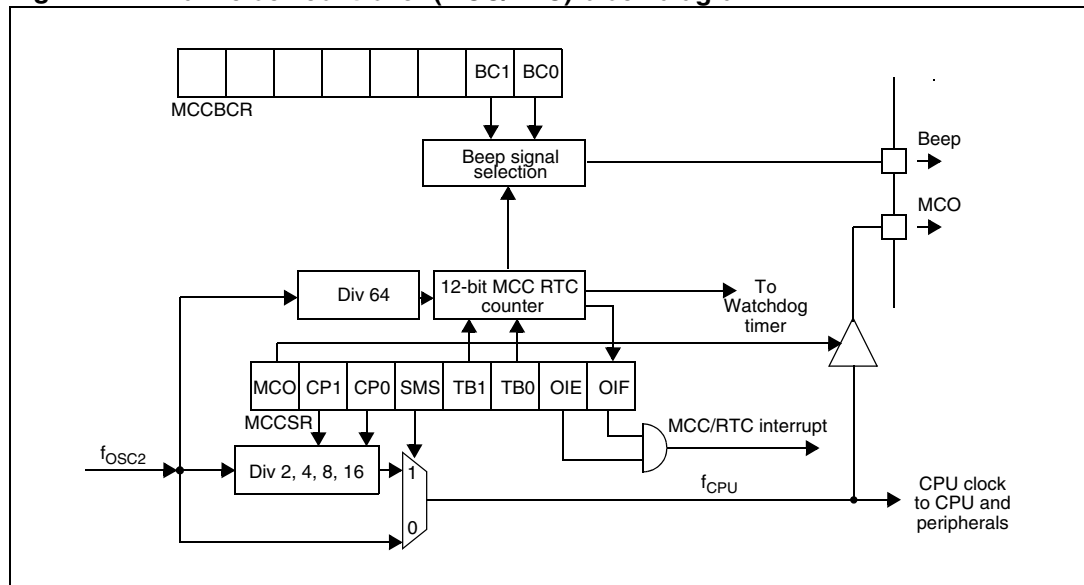 BC1 BC0
MCCBCR
Beep signal
selection
Beep
MCO
Div 64
12-bit MCC RTC
counter
To
Watchdog
timer
MCO CP1 CP0 SMS TB1 TB0 OIE OIF
MCCSR
MCC/RTC interrupt
fOSC2
Div 2, 4, 8, 16
1
0
fCPU
CPU clock
to CPU and
peripherals